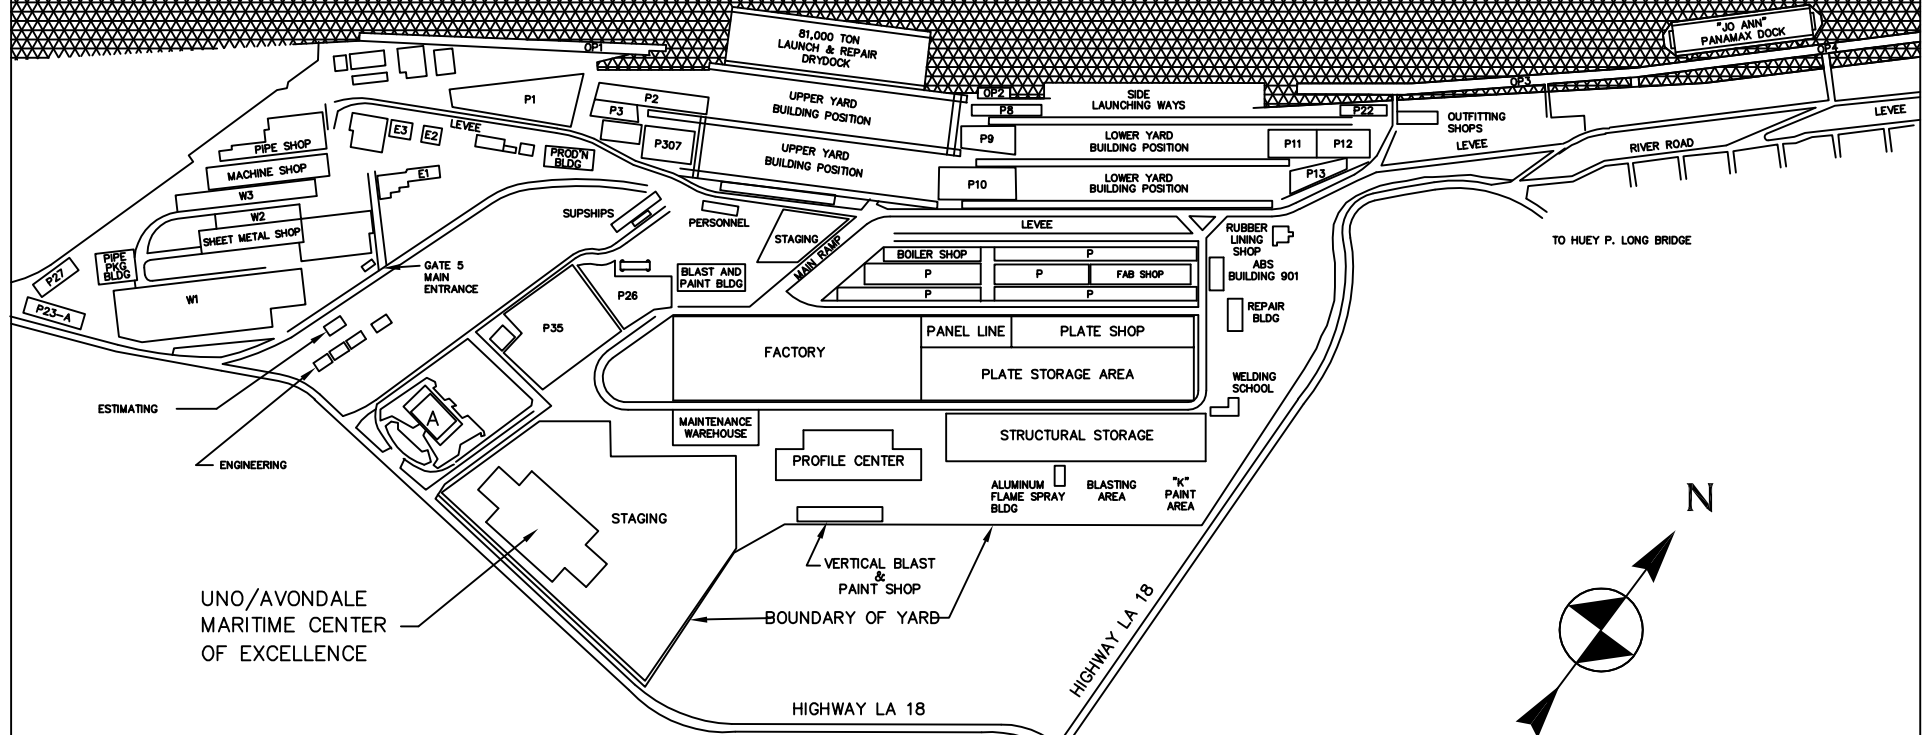 "JO ANN"
PANAMAX DOCK
81,000 TON
LAUNCH & REPAIR
DRYDOCK
OP1
OP4
OP3
OP2
P1
P2
P3
P307
UPPER YARD
BUILDING POSITION
UPPER YARD
BUILDING POSITION
SIDE
LAUNCHING WAYS
P8
P22
P9
LOWER YARD
BUILDING POSITION
P11
P12
P10
LOWER YARD
BUILDING POSITION
P13
OUTFITTING
SHOPS
LEVEE
LEVEE
RIVER ROAD
LEVEE
E3
E2
PROD'N
BLDG
E1
PIPE SHOP
MACHINE SHOP
W3
W2
SHEET METAL SHOP
PIPE
PKG
BLDG
P27
P23-A
W1
GATE 5
MAIN
ENTRANCE
SUPSHIPS
PERSONNEL
STAGING
MAIN RAMP
LEVEE
RUBBER
LINING
SHOP
ABS
BUILDING 901
TO HUEY P. LONG BRIDGE
BOILER SHOP
P
P
P
FAB SHOP
P
P
BLAST AND
PAINT BLDG
P26
P35
REPAIR
BLDG
FACTORY
PANEL LINE
PLATE SHOP
PLATE STORAGE AREA
WELDING
SCHOOL
ESTIMATING
ENGINEERING
A
MAINTENANCE
WAREHOUSE
PROFILE CENTER
STRUCTURAL STORAGE
ALUMINUM
FLAME SPRAY
BLDG
BLASTING
AREA
"K"
PAINT
AREA
STAGING
VERTICAL BLAST
&
PAINT SHOP
BOUNDARY OF YARD
UNO/AVONDALE
MARITIME CENTER
OF EXCELLENCE
HIGHWAY LA 18
HIGHWAY LA 18
N